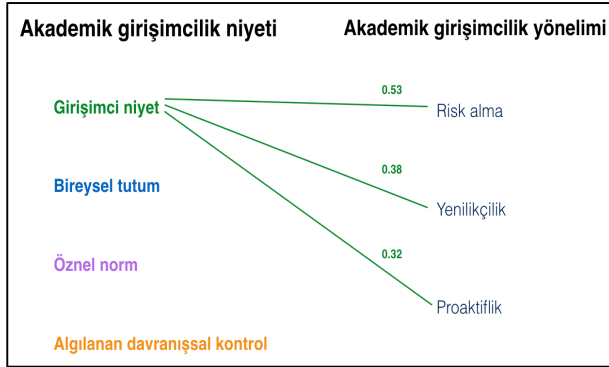 Akademik girişimcilik niyeti
Akademik girişimcilik yönelimi
Girişimci niyet
0.53
Risk alma
Bireysel tutum
0.38
Yenilikçilik
Öznel norm
0.32
Proaktiflik
Algılanan davranışsal kontrol